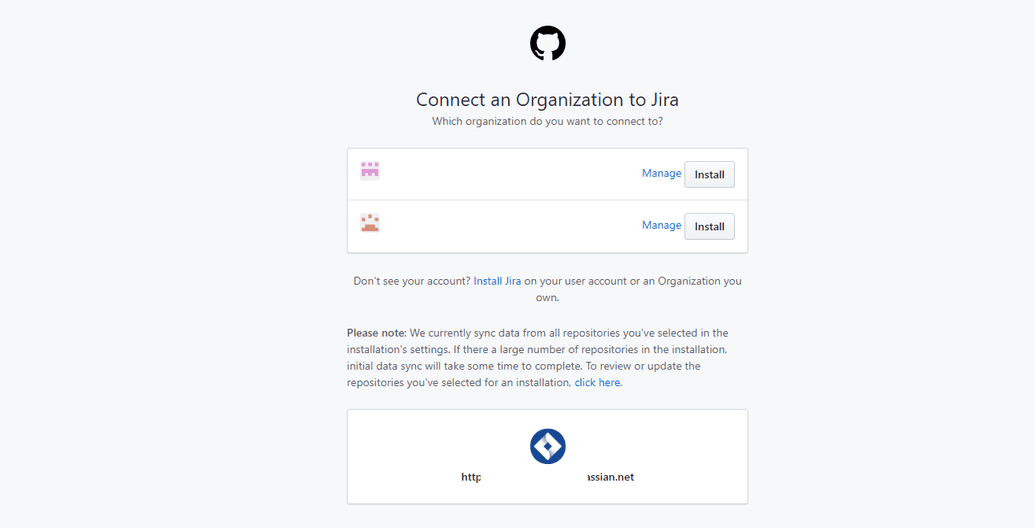 Connect an Organization to Jira
Which organization do you want to connect to?
Manage Install
Manage Install
Don't see your account? Install Jira on your user account or an Organization you
own.
Please note: We currently sync data from all repositories you've selected in the
installation's settings. If there a large number of repositories in the installation,
initial data sync will take some time to complete. To review or update the
repositories you've selected for an installation, click here.
http assian.net